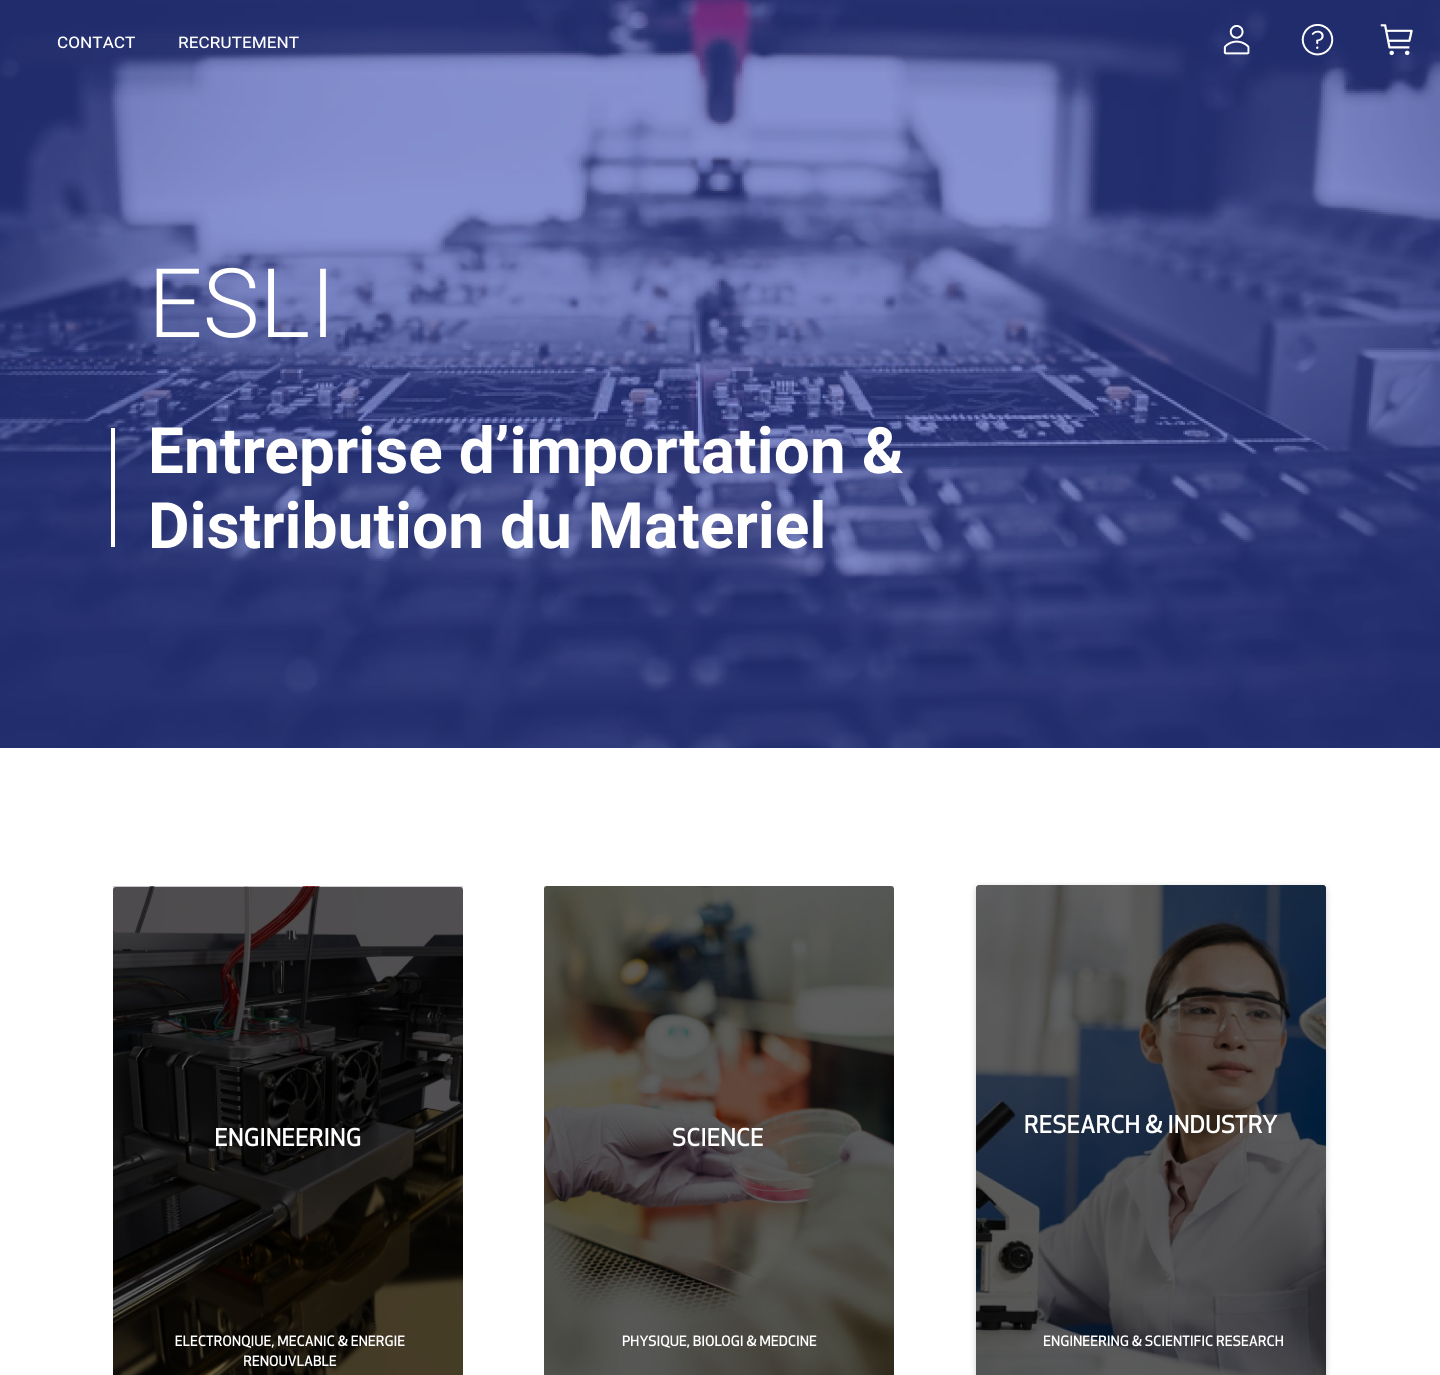 CONTACT RECRUTEMENT
ESLI
Entreprise d’importation &
Distribution du Materiel
ENGINEERING
SCIENCE
RESEARCH & INDUSTRY
ELECTRONQIUE, MECANIC & ENERGIE
RENOUVLABLE
PHYSIQUE, BIOLOGI & MEDCINE
ENGINEERING & SCIENTIFIC RESEARCH